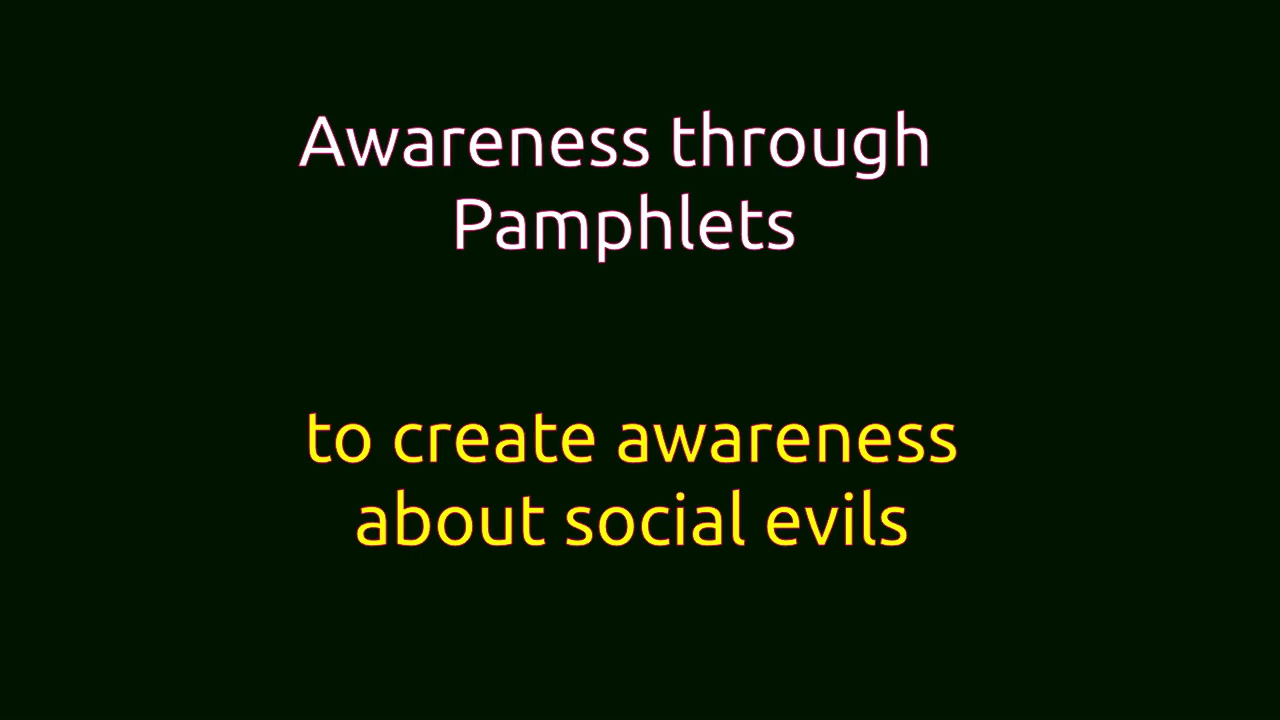 Awareness through
Pamphlets
to create awareness
about social evils